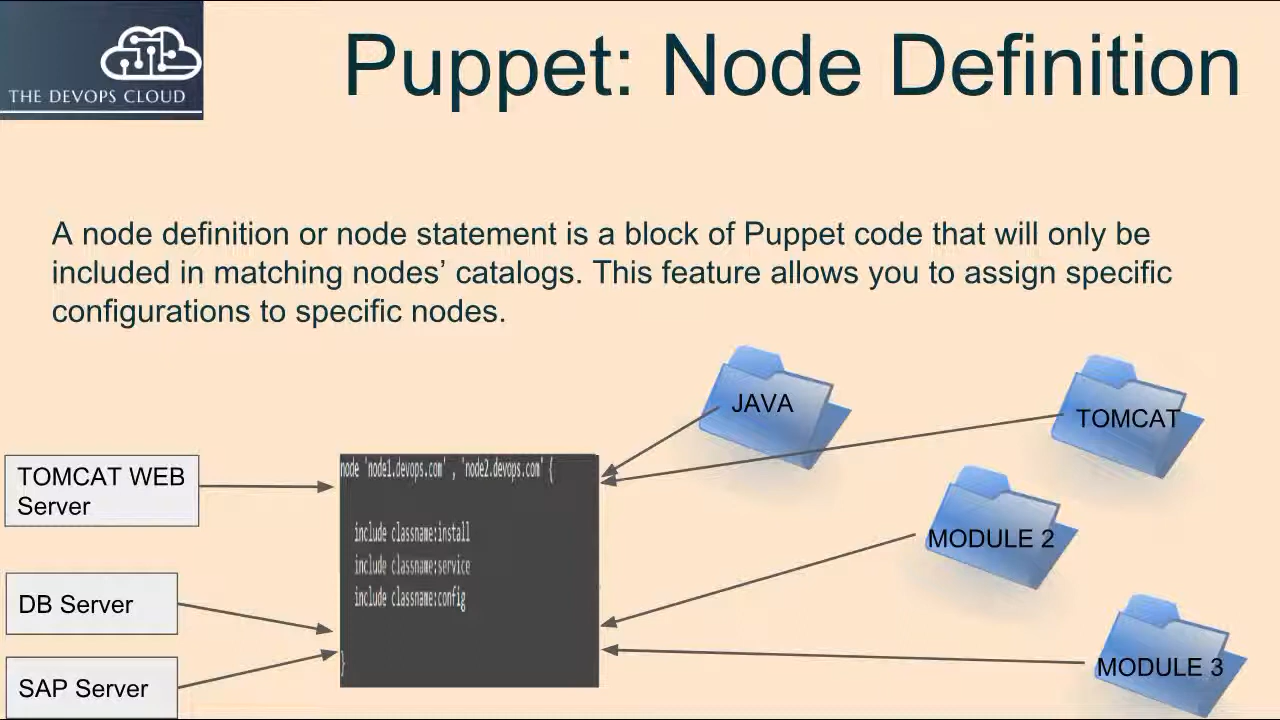 THE DEVOPS CLOUD
Puppet: Node Definition
A node definition or node statement is a block of Puppet code that will only be
included in matching nodes’ catalogs. This feature allows you to assign specific
configurations to specific nodes.
JAVA
TOMCAT
TOMCAT WEB
Server
node 'node1.devops.com' , 'node2.devops.com' {
include classname:install
include classname:service
include classname:config
}
MODULE 2
DB Server
MODULE 3
SAP Server